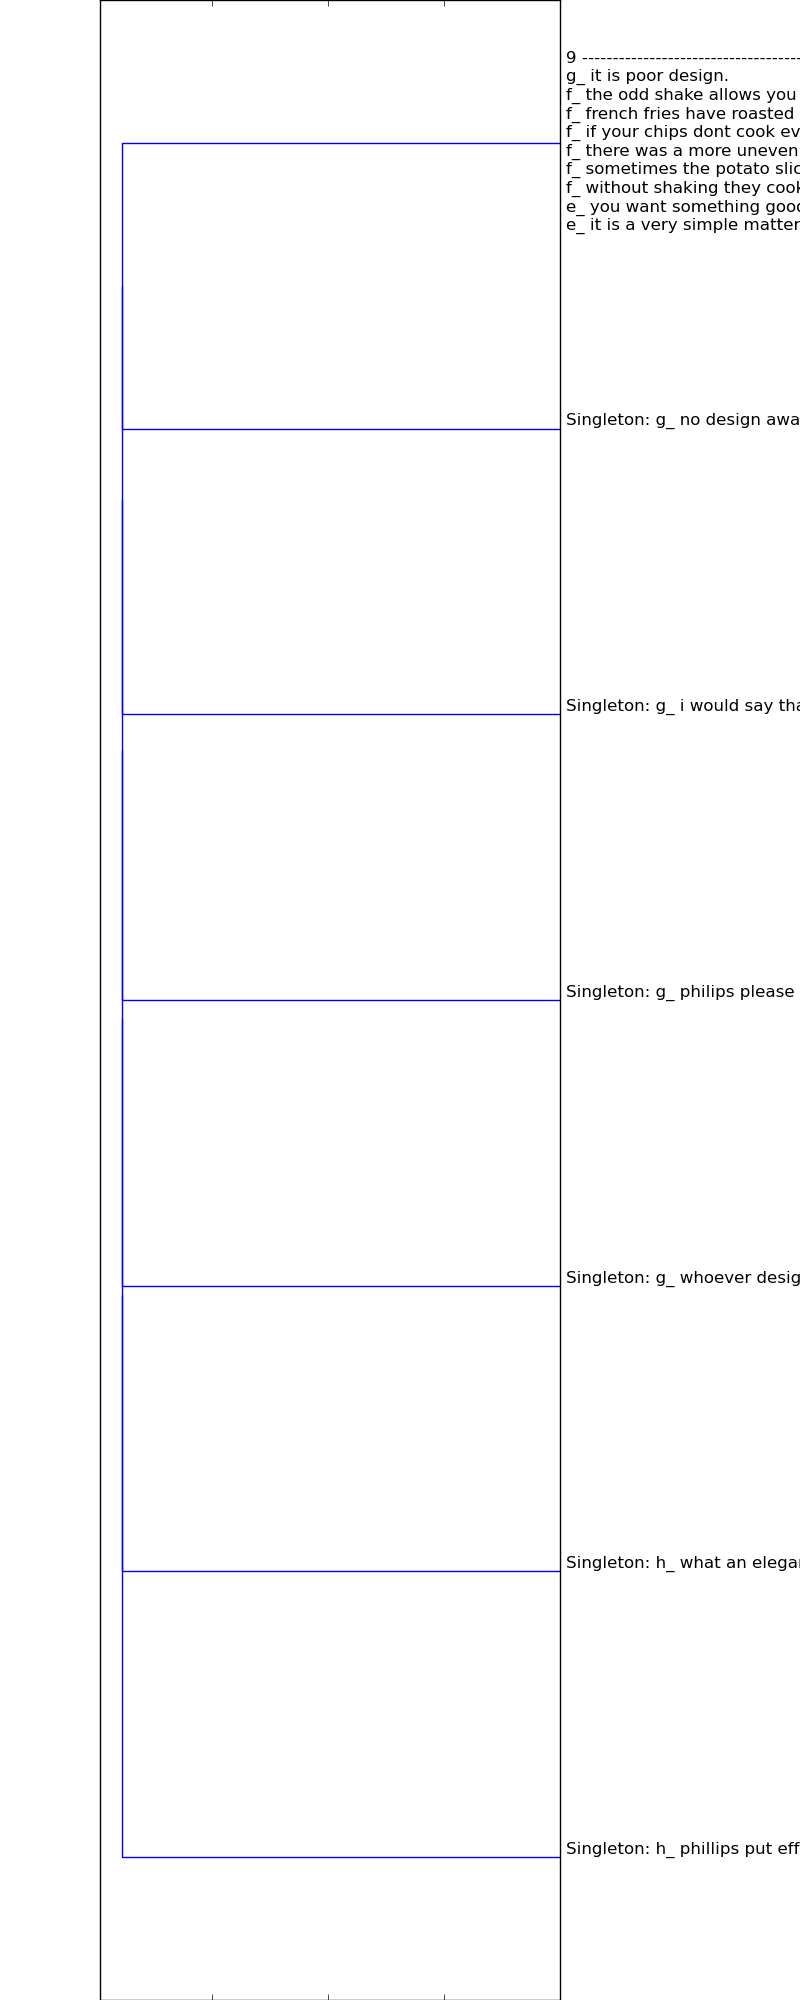 9 ------------------------------------
g_ it is poor design.
f_ the odd shake allows you
f_ french fries have roasted
f_ if your chips dont cook ev
f_ there was a more uneven
f_ sometimes the potato slic
f_ without shaking they cook
e_ you want something good
e_ it is a very simple matter
Singleton: g_ no design awa
Singleton: g_ i would say tha
Singleton: g_ philips please
Singleton: g_ whoever desig
Singleton: h_ what an elegan
Singleton: h_ phillips put eff